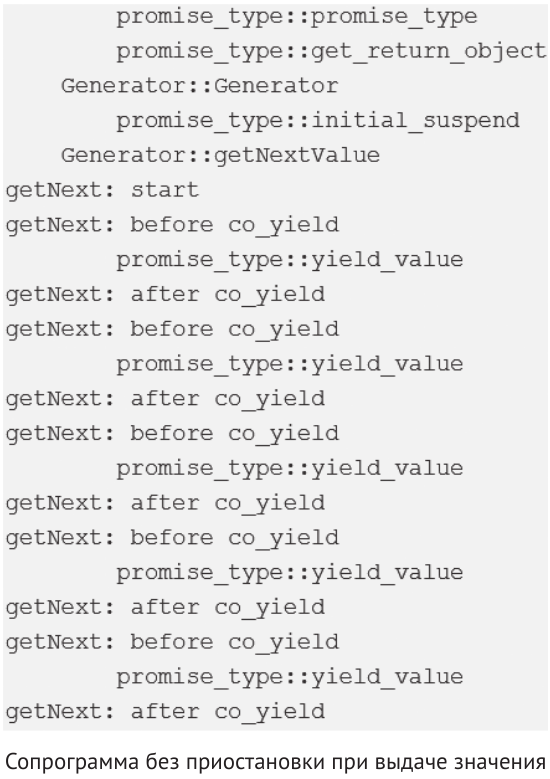 promise_type::promise_type
promise_type::get_return_object
Generator::Generator
promise_type::initial_suspend
Generator::getNextValue
getNext: start
getNext: before co_yield
promise_type::yield_value
getNext: after co_yield
getNext: before co_yield
promise_type::yield_value
getNext: after co_yield
getNext: before co_yield
promise_type::yield_value
getNext: after co_yield
getNext: before co_yield
promise_type::yield_value
getNext: after co_yield
getNext: before co_yield
promise_type::yield_value
getNext: after co_yield
Сопрограмма без приостановки при выдаче значения